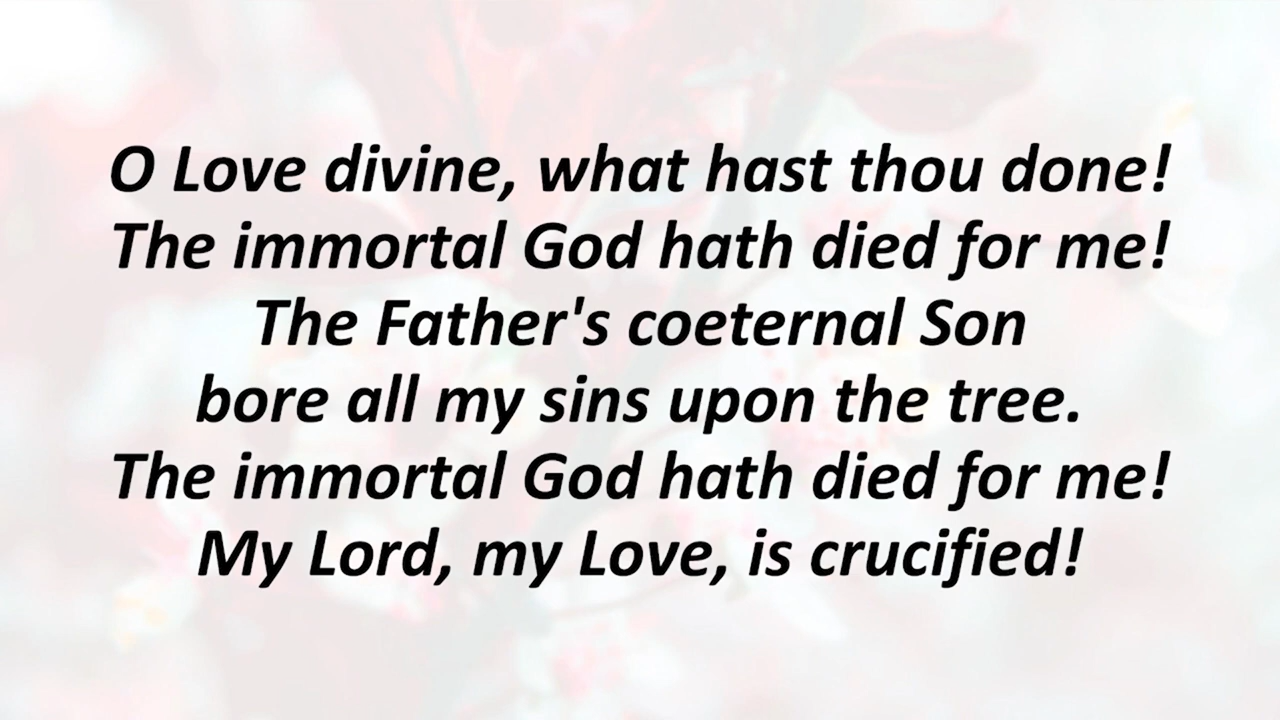 O Love divine, what hast thou done!
The immortal God hath died for me!
The Father's coeternal Son
bore all my sins upon the tree.
The immortal God hath died for me!
My Lord, my Love, is crucified!